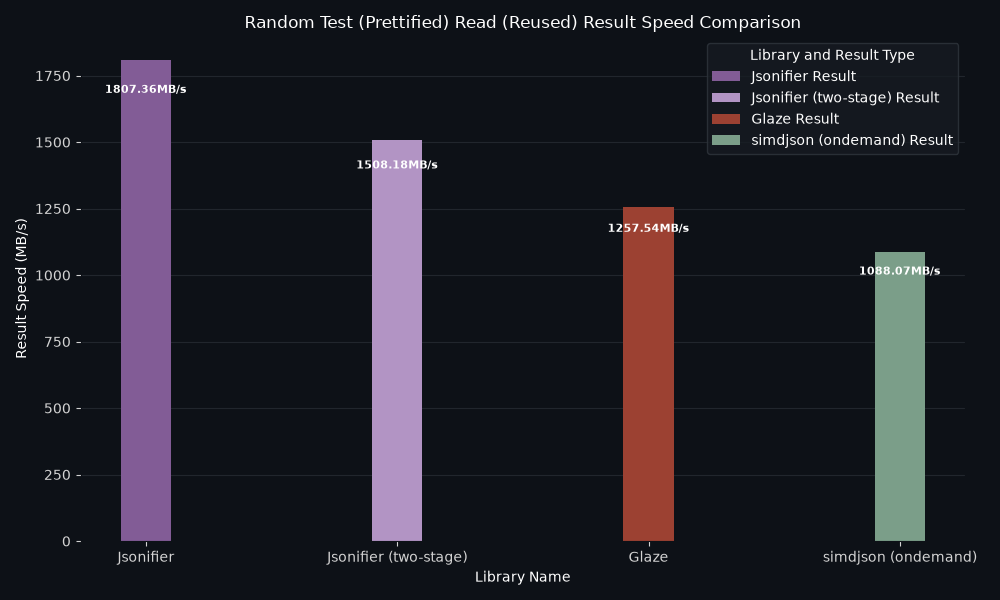 Random Test (Prettified) Read (Reused) Result Speed Comparison
Library and Result Type
Jsonifier Result
Jsonifier (two-stage) Result
Glaze Result
simdjson (ondemand) Result
1750
1500
1250
1000
750
500
250
0
Result Speed (MB/s)
1807.36MB/s
1508.18MB/s
1257.54MB/s
1088.07MB/s
Jsonifier
Jsonifier (two-stage)
Glaze
simdjson (ondemand)
Library Name